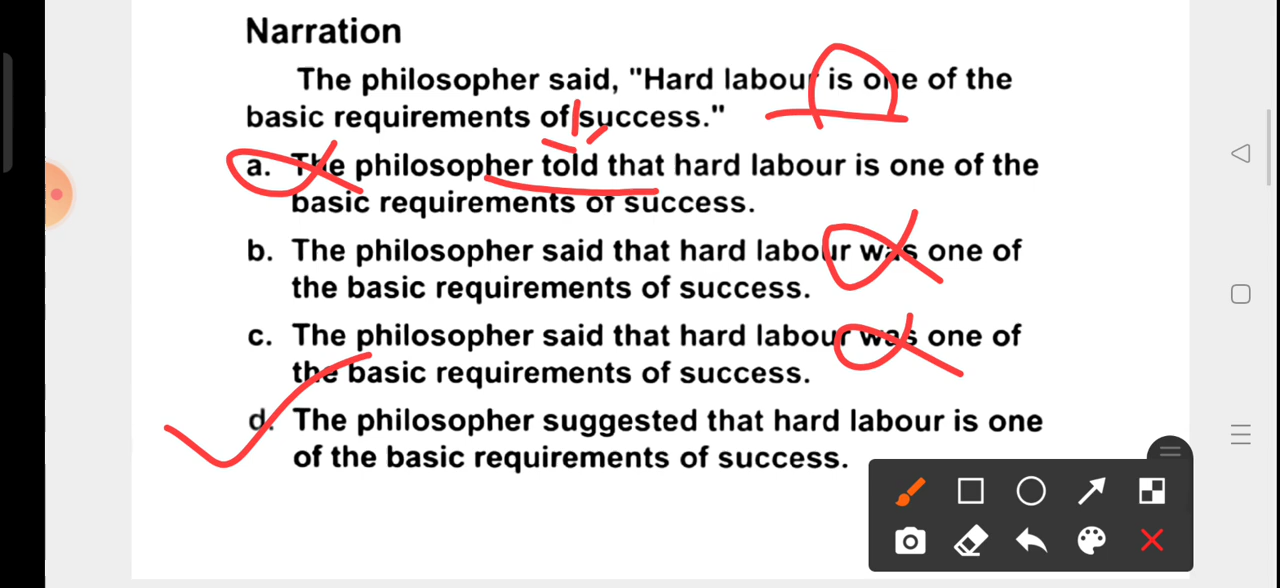 Narration
The philosopher said, "Hard labour is one of the
basic requirements of success."
a. The philosopher told that hard labour is one of the
basic requirements of success.
b. The philosopher said that hard labour was one of
the basic requirements of success.
c. The philosopher said that hard labour was one of
the basic requirements of success.
d. The philosopher suggested that hard labour is one
of the basic requirements of success.